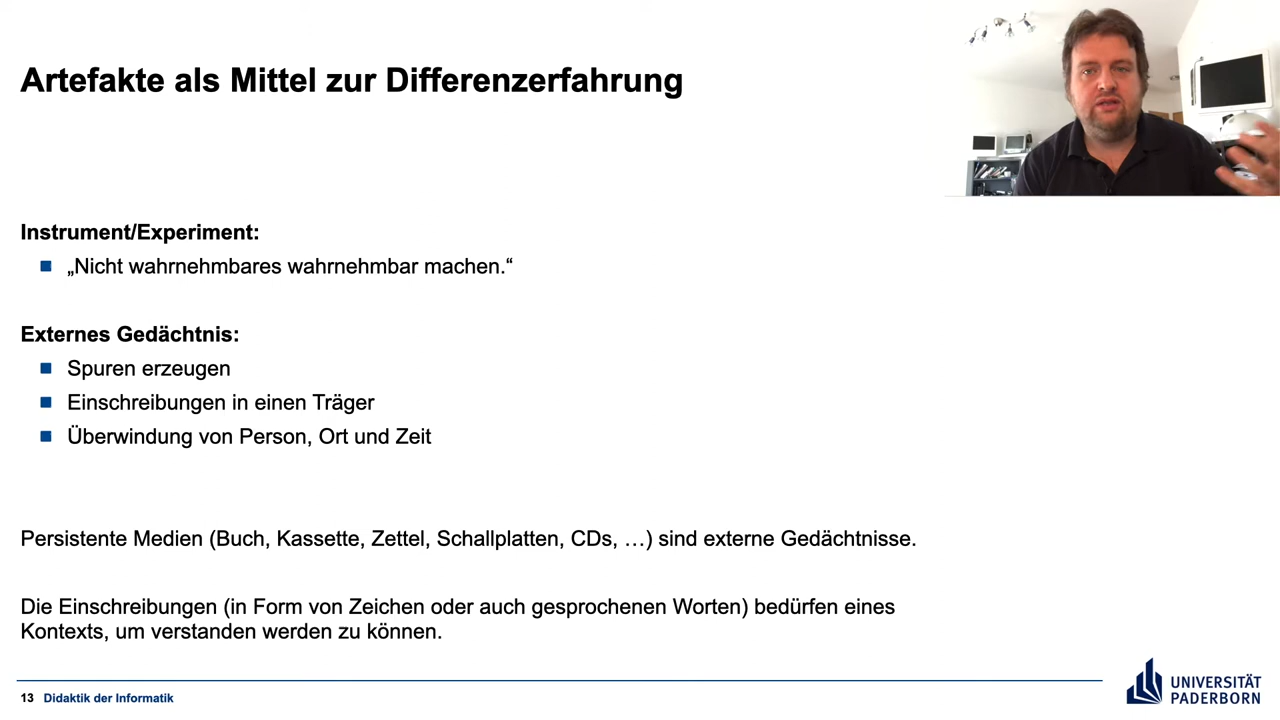 Artefakte als Mittel zur Differenzerfahrung
Instrument/Experiment:
„Nicht wahrnehmbares wahrnehmbar machen.“
Externes Gedächtnis:
Spuren erzeugen
Einschreibungen in einen Träger
Überwindung von Person, Ort und Zeit
Persistente Medien (Buch, Kassette, Zettel, Schallplatten, CDs, …) sind externe Gedächtnisse.
Die Einschreibungen (in Form von Zeichen oder auch gesprochenen Worten) bedürfen eines
Kontexts, um verstanden werden zu können.
13 Didaktik der Informatik
UNIVERSITÄT
PADERBORN